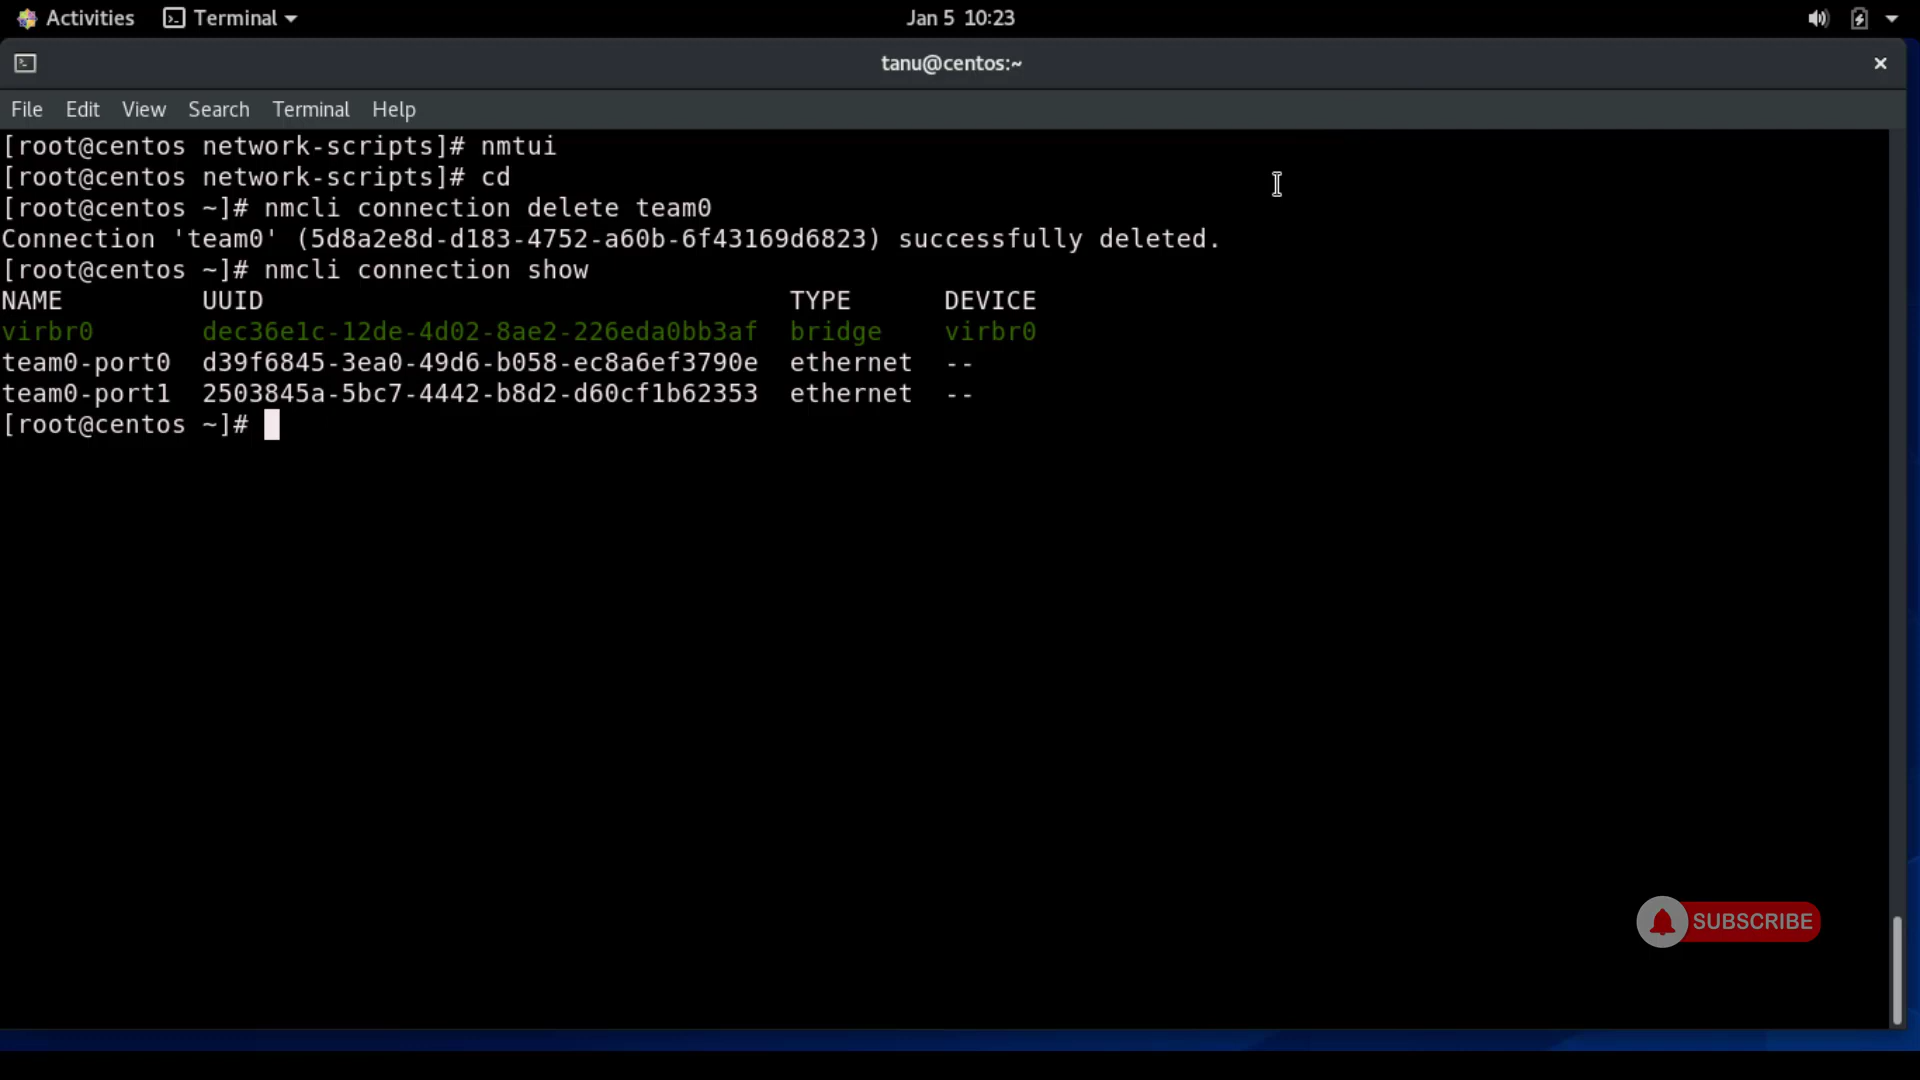 Activities Terminal Jan 5 10:23
tanu@centos:~
File Edit View Search Terminal Help
[root@centos network-scripts]# nmtui
[root@centos network-scripts]# cd
[root@centos ~]# nmcli connection delete team0
Connection 'team0' (5d8a2e8d-d183-4752-a60b-6f43169d6823) successfully deleted.
[root@centos ~]# nmcli connection show
NAME UUID TYPE DEVICE
virbr0 dec36e1c-12de-4d02-8ae2-226eda0bb3af bridge virbr0
team0-port0 d39f6845-3ea0-49d6-b058-ec8a6ef3790e ethernet --
team0-port1 2503845a-5bc7-4442-b8d2-d60cf1b62353 ethernet --
[root@centos ~]#
SUBSCRIBE